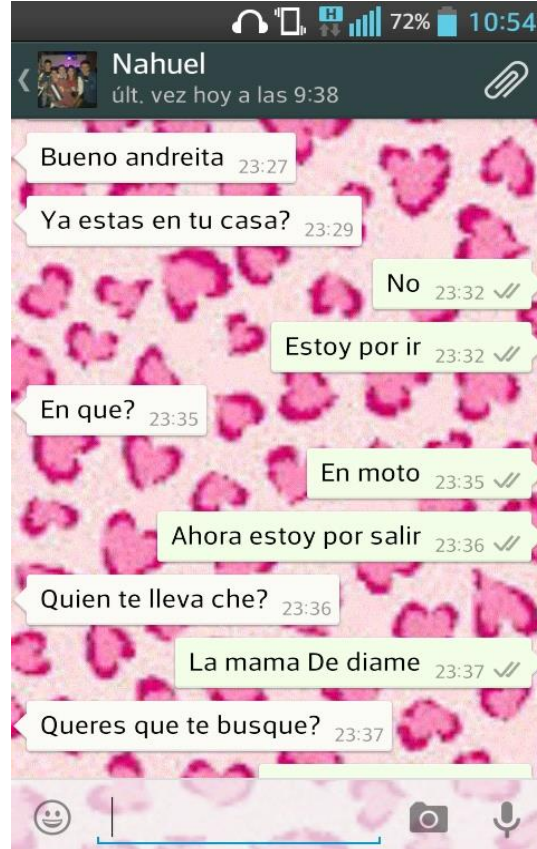 H 72% 10:54
Nahuel
últ. vez hoy a las 9:38
Bueno andreita 23:27
Ya estas en tu casa? 23:29
No 23:32
Estoy por ir 23:32
En que? 23:35
En moto 23:35
Ahora estoy por salir 23:36
Quien te lleva che? 23:36
La mama De diame 23:37
Queres que te busque? 23:37